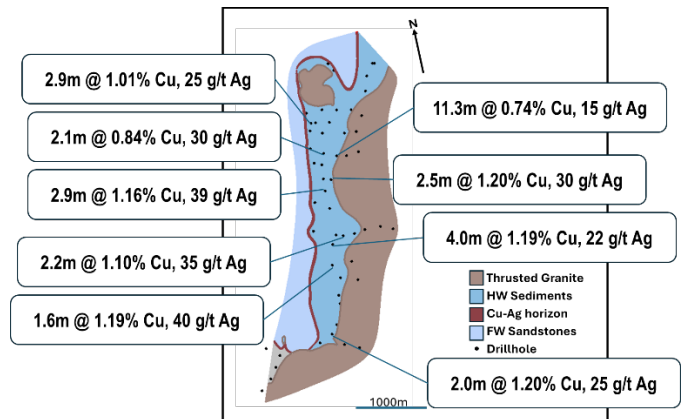 N
2.9m @ 1.01% Cu, 25 g/t Ag
11.3m @ 0.74% Cu, 15 g/t Ag
2.1m @ 0.84% Cu, 30 g/t Ag
2.5m @ 1.20% Cu, 30 g/t Ag
2.9m @ 1.16% Cu, 39 g/t Ag
4.0m @ 1.19% Cu, 22 g/t Ag
2.2m @ 1.10% Cu, 35 g/t Ag
1.6m @ 1.19% Cu, 40 g/t Ag
Thrusted Granite
HW Sediments
Cu-Ag horizon
FW Sandstones
Drillhole
2.0m @ 1.20% Cu, 25 g/t Ag
1000m